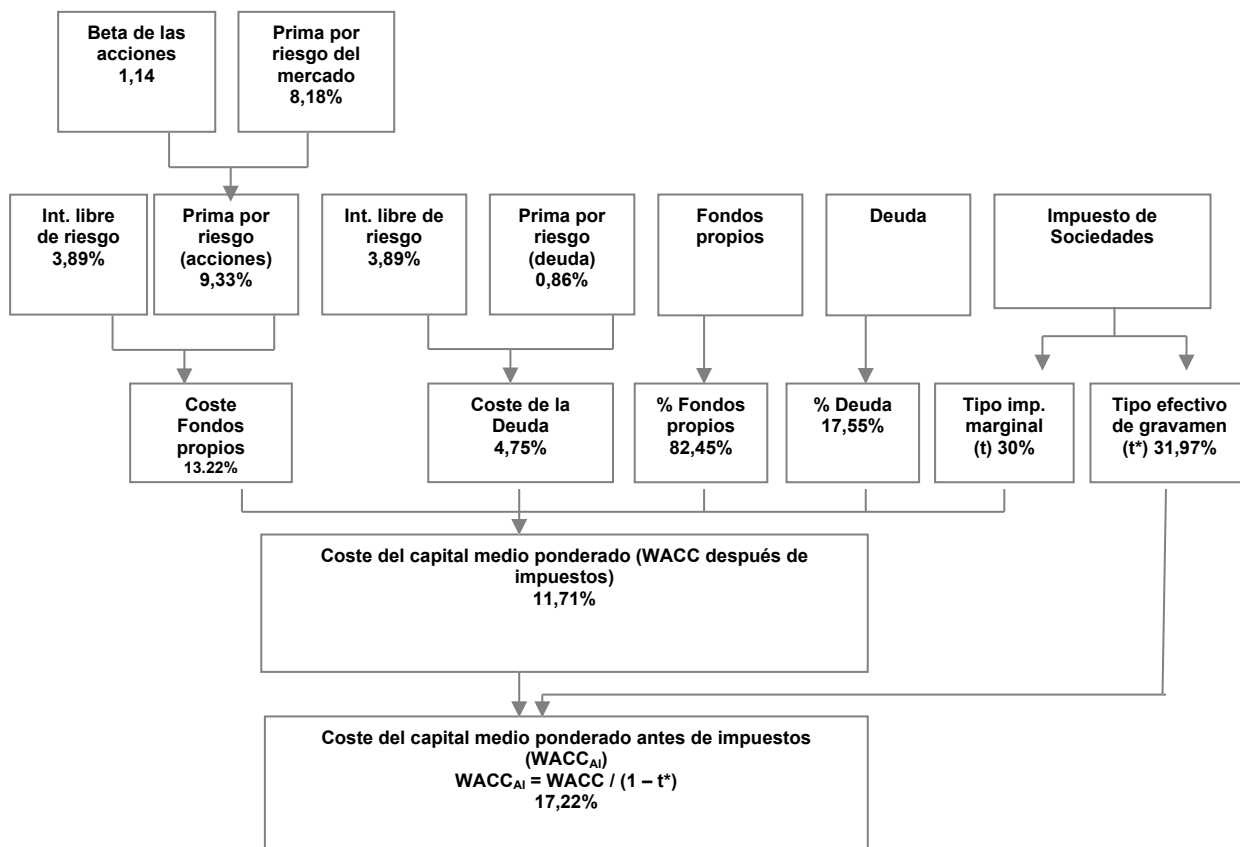 Beta de las
acciones
1,14
Prima por
riesgo del
mercado
8,18%
Int. libre
de riesgo
3,89%
Prima por
riesgo
(acciones)
9,33%
Int. libre de
riesgo
3,89%
Prima por
riesgo
(deuda)
0,86%
Fondos
propios
Deuda
Impuesto de
Sociedades
Coste
Fondos
propios
13.22%
Coste de la
Deuda
4,75%
% Fondos
propios
82,45%
% Deuda
17,55%
Tipo imp.
marginal
(t) 30%
Tipo efectivo
de gravamen
(t*) 31,97%
Coste del capital medio ponderado (WACC después de
impuestos)
11,71%
Coste del capital medio ponderado antes de impuestos
(WACCAI)
WACCAI = WACC / (1 – t*)
17,22%